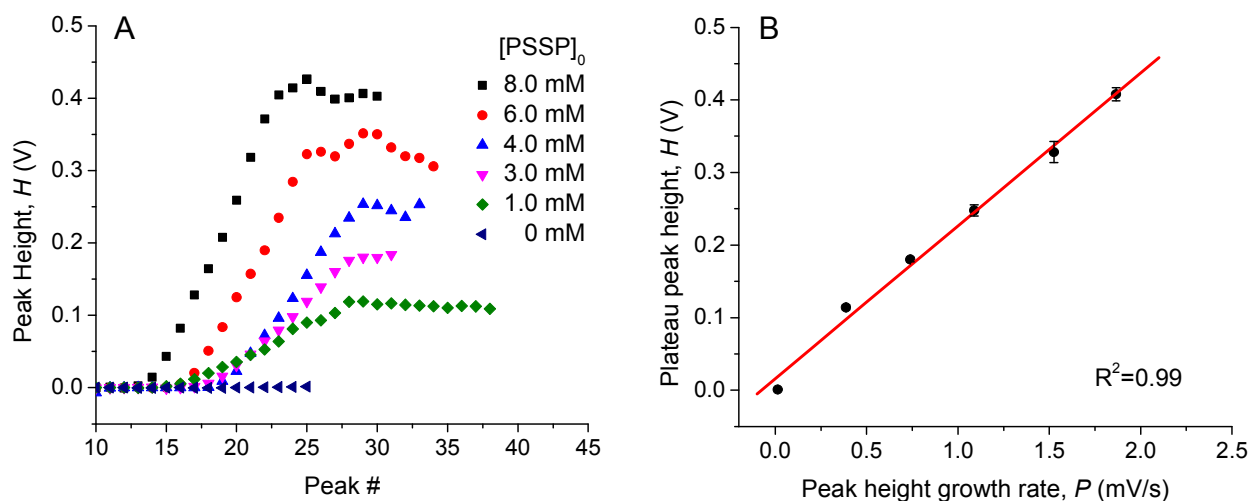 A
[PSSP]0
8.0 mM
6.0 mM
4.0 mM
3.0 mM
1.0 mM
0 mM
0.5
0.4
0.3
0.2
0.1
0.0
Peak Height, H (V)
10 15 20 25 30 35 40 45
Peak #
B
0.5
0.4
0.3
0.2
0.1
0.0
Plateau peak height, H (V)
R²=0.99
0.0 0.5 1.0 1.5 2.0 2.5
Peak height growth rate, P (mV/s)